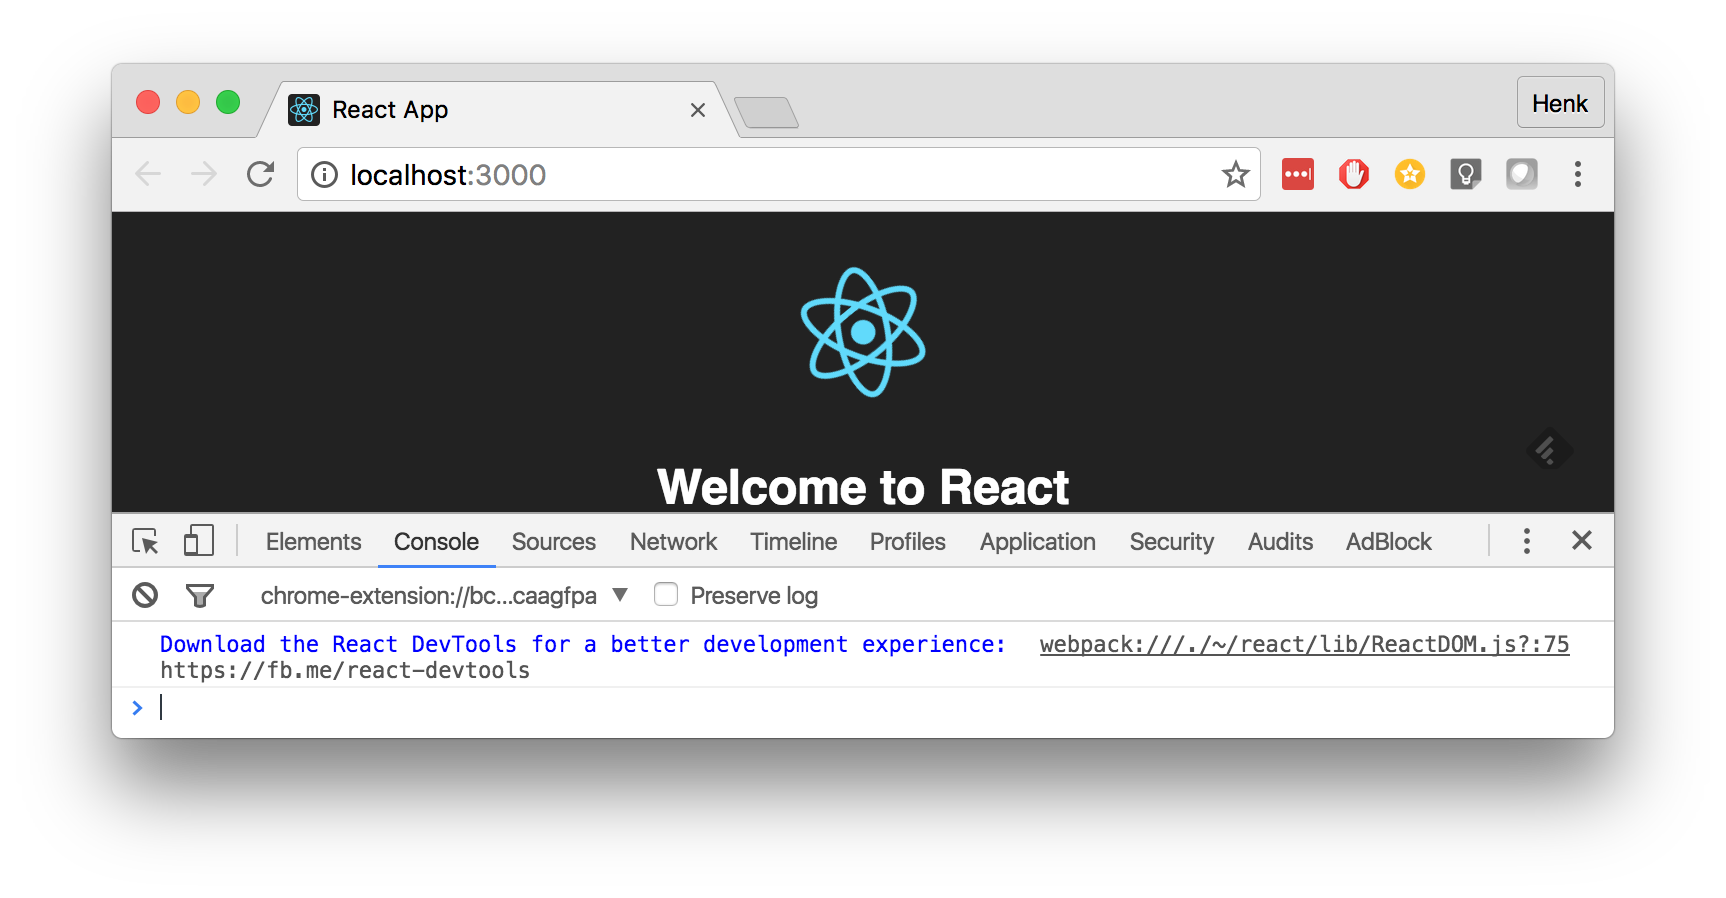 React App
Henk
localhost:3000
Welcome to React
Elements Console Sources Network Timeline Profiles Application Security Audits AdBlock
chrome-extension://bc...caagfpa ▼ Preserve log
Download the React DevTools for a better development experience: webpack:///./~/react/lib/ReactDOM.js?:75
https://fb.me/react-devtools
>